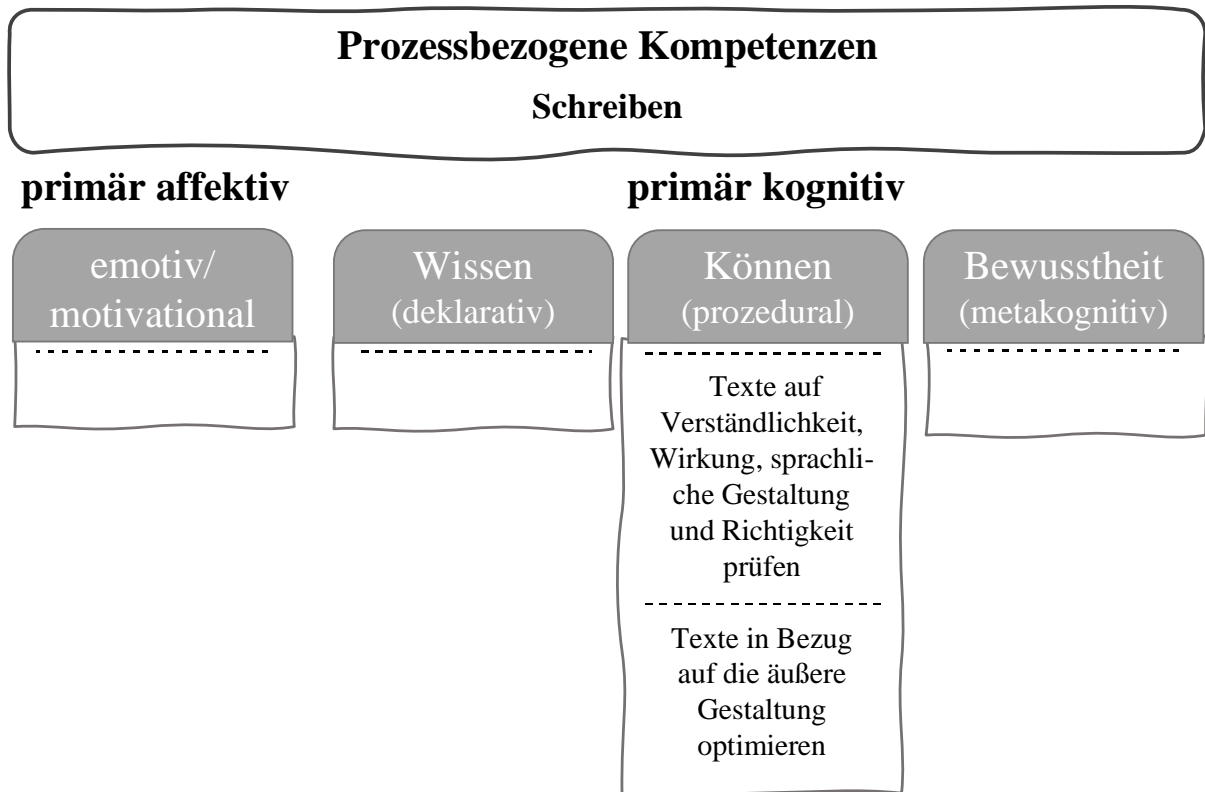 Prozessbezogene Kompetenzen
Schreiben
primär affektiv
primär kognitiv
emotiv/
motivational
Wissen
(deklarativ)
Können
(prozedural)
Bewusstheit
(metakognitiv)
Texte auf
Verständlichkeit,
Wirkung, sprachli-
che Gestaltung
und Richtigkeit
prüfen
Texte in Bezug
auf die äußere
Gestaltung
optimieren